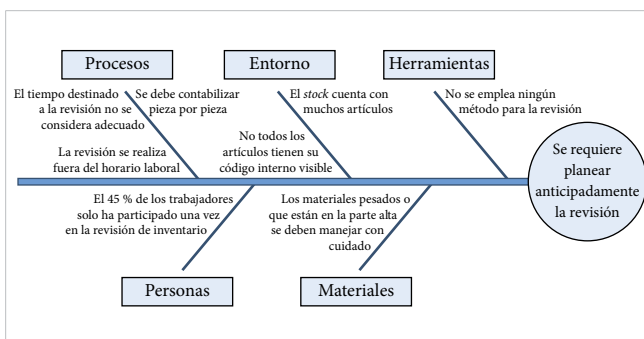 Procesos
Entorno
Herramientas
El tiempo destinado
a la revisión no se
considera adecuado
Se debe contabilizar
pieza por pieza
La revisión se realiza
fuera del horario laboral
El stock cuenta con
muchos artículos
No todos los
artículos tienen su
código interno visible
No se emplea ningún
método para la revisión
Se requiere
planear
anticipadamente
la revisión
El 45 % de los trabajadores
solo ha participado una vez
en la revisión de inventario
Los materiales pesados o
que están en la parte alta
se deben manejar con
cuidado
Personas
Materiales